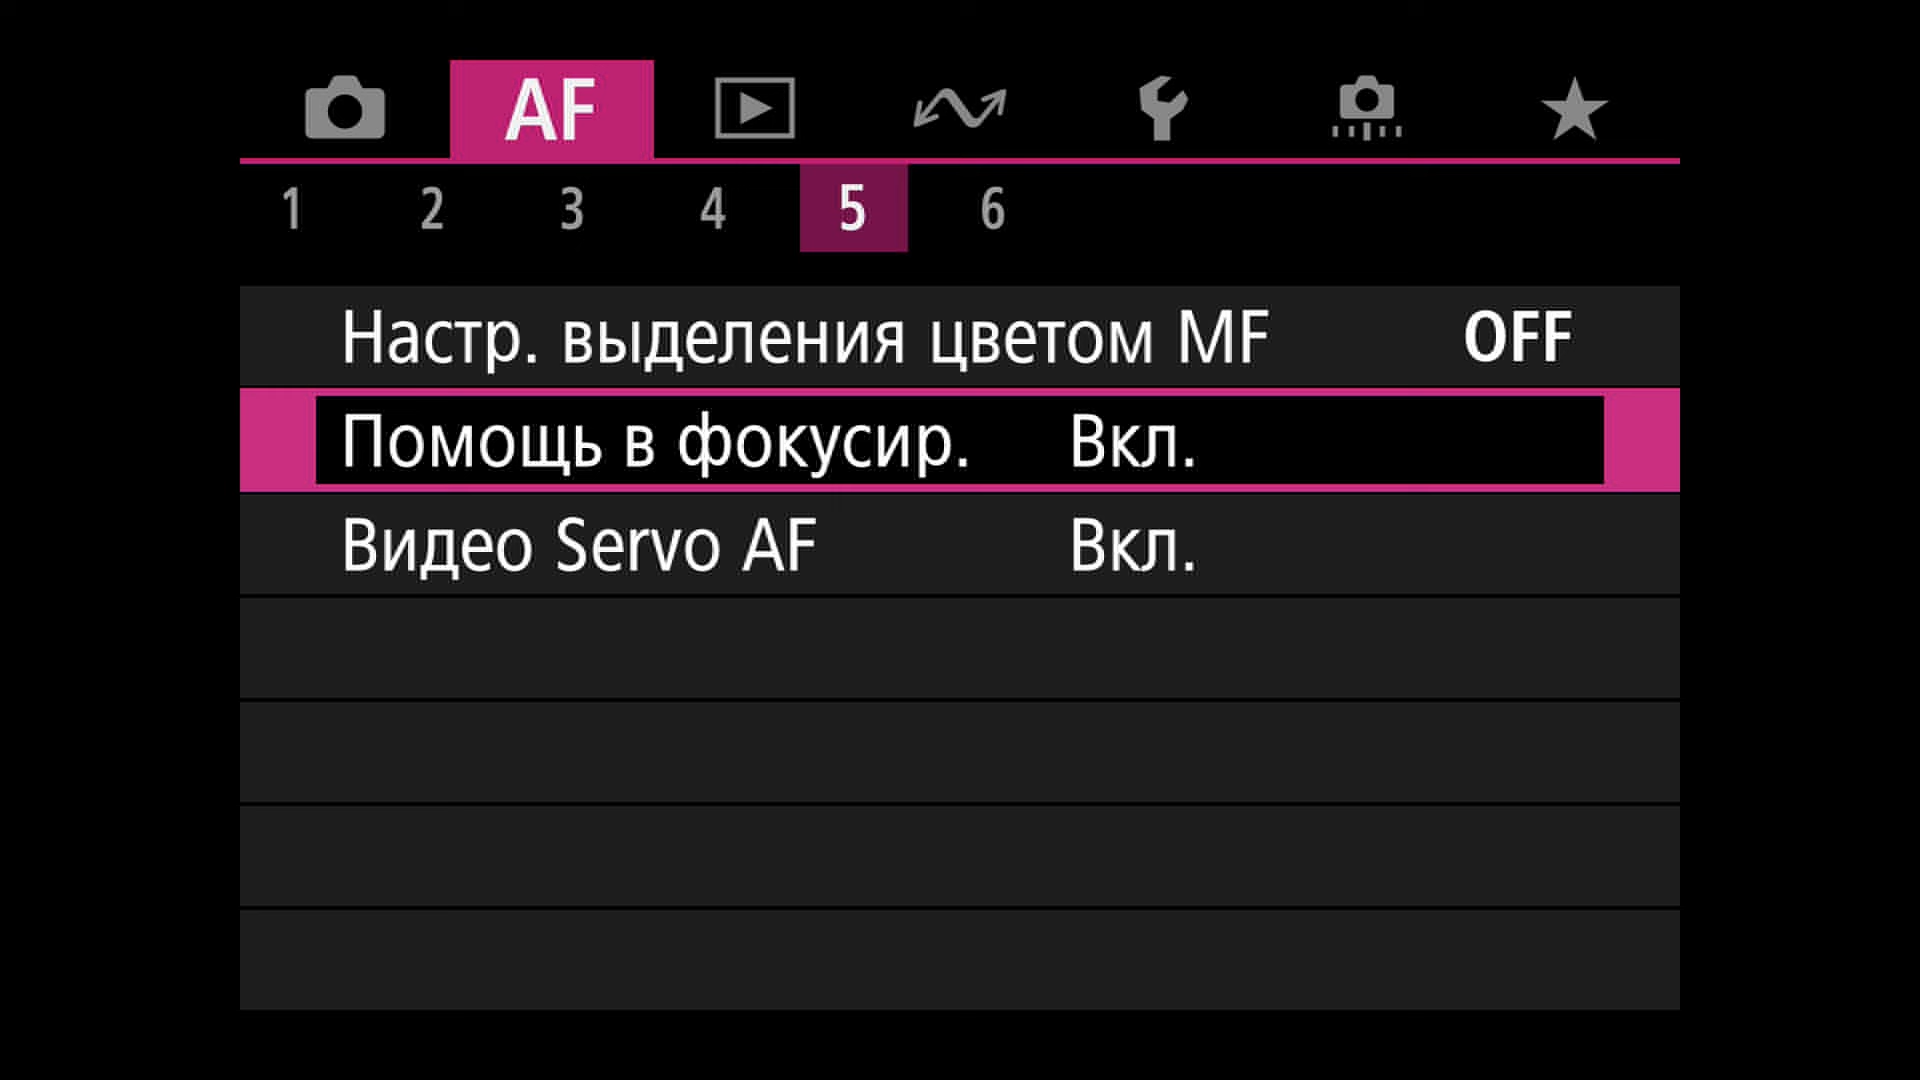 AF
1 2 3 4 5 6
Настр. выделения цветом MF OFF
Помощь в фокусир. Вкл.
Видео Servo AF Вкл.